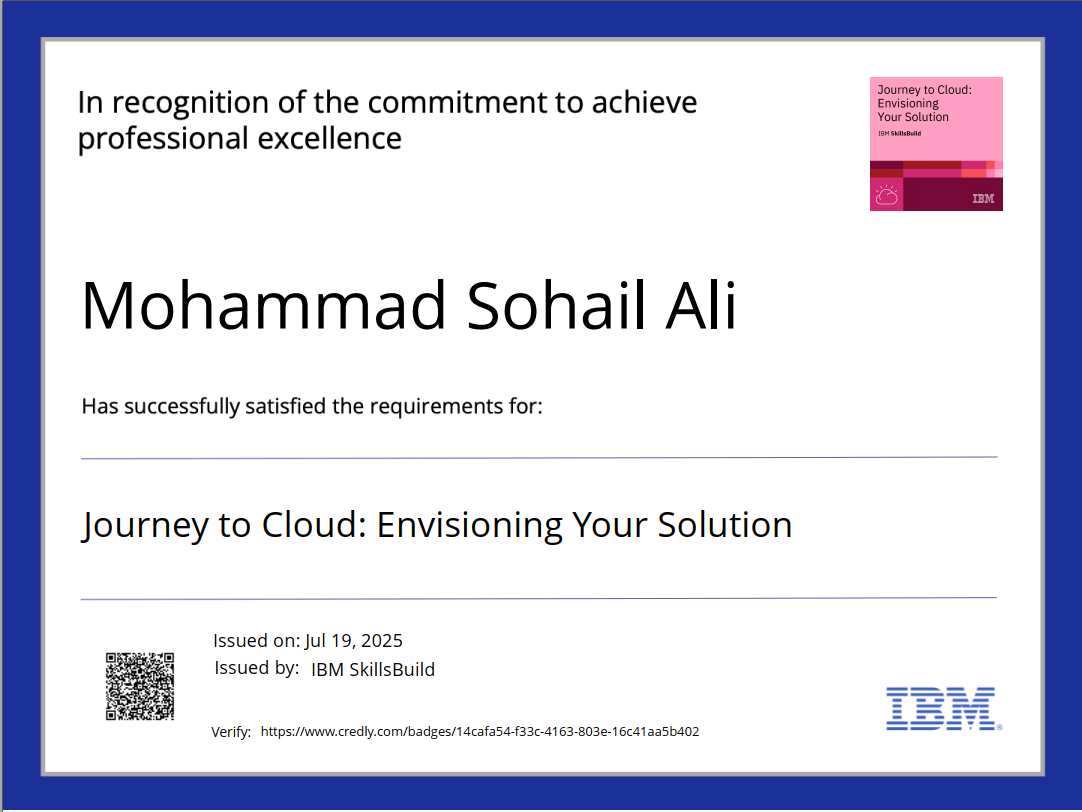 In recognition of the commitment to achieve
professional excellence
Journey to Cloud:
Envisioning
Your Solution
IBM SkillsBuild
IBM
Mohammad Sohail Ali
Has successfully satisfied the requirements for:
Journey to Cloud: Envisioning Your Solution
Issued on: Jul 19, 2025
Issued by: IBM SkillsBuild
Verify: https://www.credly.com/badges/14cafa54-f33c-4163-803e-16c41aa5b402
IBM®